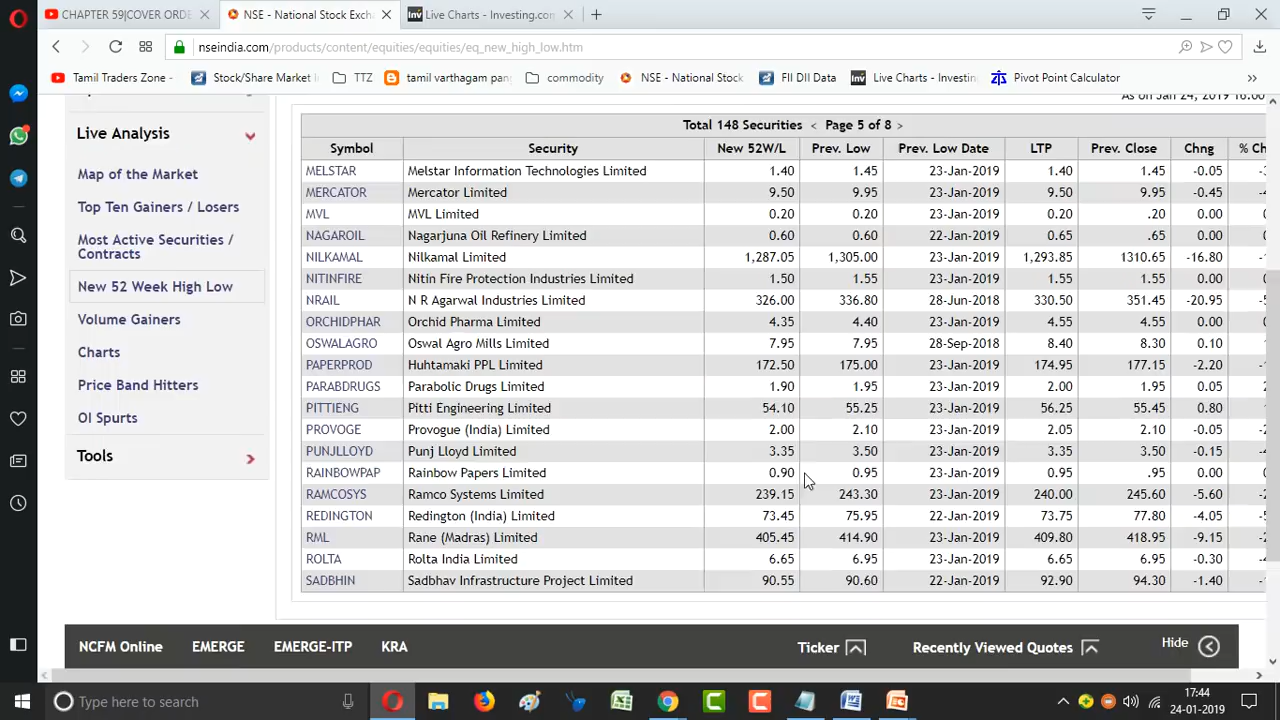 CHAPTER 59|COVER ORDE
NSE - National Stock Excha
Live Charts - Investing.com
nseindia.com/products/content/equities/equities/eq_new_high_low.htm
Tamil Traders Zone -
Stock/Share Market
TTZ
tamil varthagam pan
commodity
NSE - National Stock
FII DII Data
Live Charts - Investin
Pivot Point Calculator
As on Jan 24, 2019 16:00
Live Analysis
Map of the Market
Top Ten Gainers / Losers
Most Active Securities /
Contracts
New 52 Week High Low
Volume Gainers
Charts
Price Band Hitters
OI Spurts
Tools
Total 148 Securities < Page 5 of 8 >
Symbol Security New 52W/L Prev. Low Prev. Low Date LTP Prev. Close Chng % Ch
MELSTAR Melstar Information Technologies Limited 1.40 1.45 23-Jan-2019 1.40 1.45 -0.05
MERCATOR Mercator Limited 9.50 9.95 23-Jan-2019 9.50 9.95 -0.45
MVL MVL Limited 0.20 0.20 23-Jan-2019 0.20 .20 0.00
NAGAROIL Nagarjuna Oil Refinery Limited 0.60 0.60 22-Jan-2019 0.65 .65 0.00
NILKAMAL Nilkamal Limited 1,287.05 1,305.00 23-Jan-2019 1,293.85 1310.65 -16.80
NITINFIRE Nitin Fire Protection Industries Limited 1.50 1.55 23-Jan-2019 1.55 1.55 0.00
NRAIL N R Agarwal Industries Limited 326.00 336.80 28-Jun-2018 330.50 351.45 -20.95
ORCHIDPHAR Orchid Pharma Limited 4.35 4.40 23-Jan-2019 4.55 4.55 0.00
OSWALAGRO Oswal Agro Mills Limited 7.95 7.95 28-Sep-2018 8.40 8.30 0.10
PAPERPROD Huhtamaki PPL Limited 172.50 175.00 23-Jan-2019 174.95 177.15 -2.20
PARABDRUGS Parabolic Drugs Limited 1.90 1.95 23-Jan-2019 2.00 1.95 0.05
PITTIENG Pitti Engineering Limited 54.10 55.25 23-Jan-2019 56.25 55.45 0.80
PROVOGE Provogue (India) Limited 2.00 2.10 23-Jan-2019 2.05 2.10 -0.05
PUNJLLOYD Punj Lloyd Limited 3.35 3.50 23-Jan-2019 3.35 3.50 -0.15
RAINBOWPAP Rainbow Papers Limited 0.90 0.95 23-Jan-2019 0.95 .95 0.00
RAMCOSYS Ramco Systems Limited 239.15 243.30 23-Jan-2019 240.00 245.60 -5.60
REDINGTON Redington (India) Limited 73.45 75.95 22-Jan-2019 73.75 77.80 -4.05
RML Rane (Madras) Limited 405.45 414.90 23-Jan-2019 409.80 418.95 -9.15
ROLTA Rolta India Limited 6.65 6.95 23-Jan-2019 6.65 6.95 -0.30
SADBHIN Sadbhav Infrastructure Project Limited 90.55 90.60 22-Jan-2019 92.90 94.30 -1.40
NCFM Online EMERGE EMERGE-ITP KRA Ticker Recently Viewed Quotes Hide
Type here to search
17:44
24-01-2019